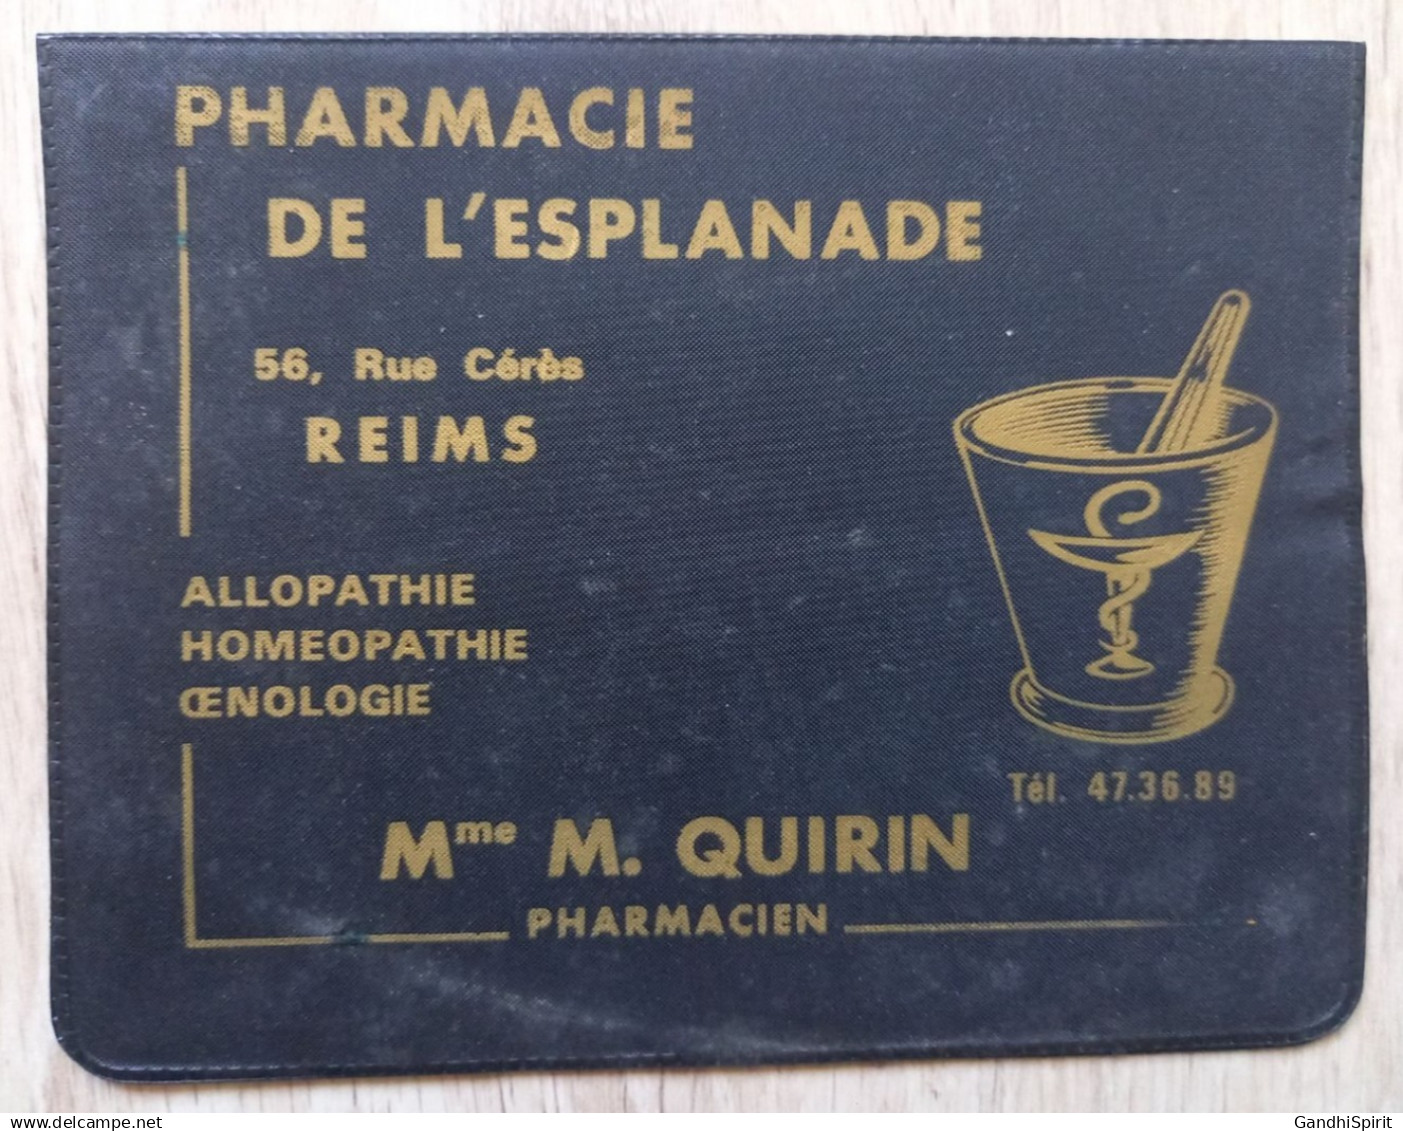 PHARMACIE
DE L'ESPLANADE
56, Rue Cérès
REIMS
ALLOPATHIE
HOMEOPATHIE
ŒNOLOGIE
Tél. 47.36.89
Mme M. QUIRIN
PHARMACIEN
www.delcampe.net
GandhiSpirit